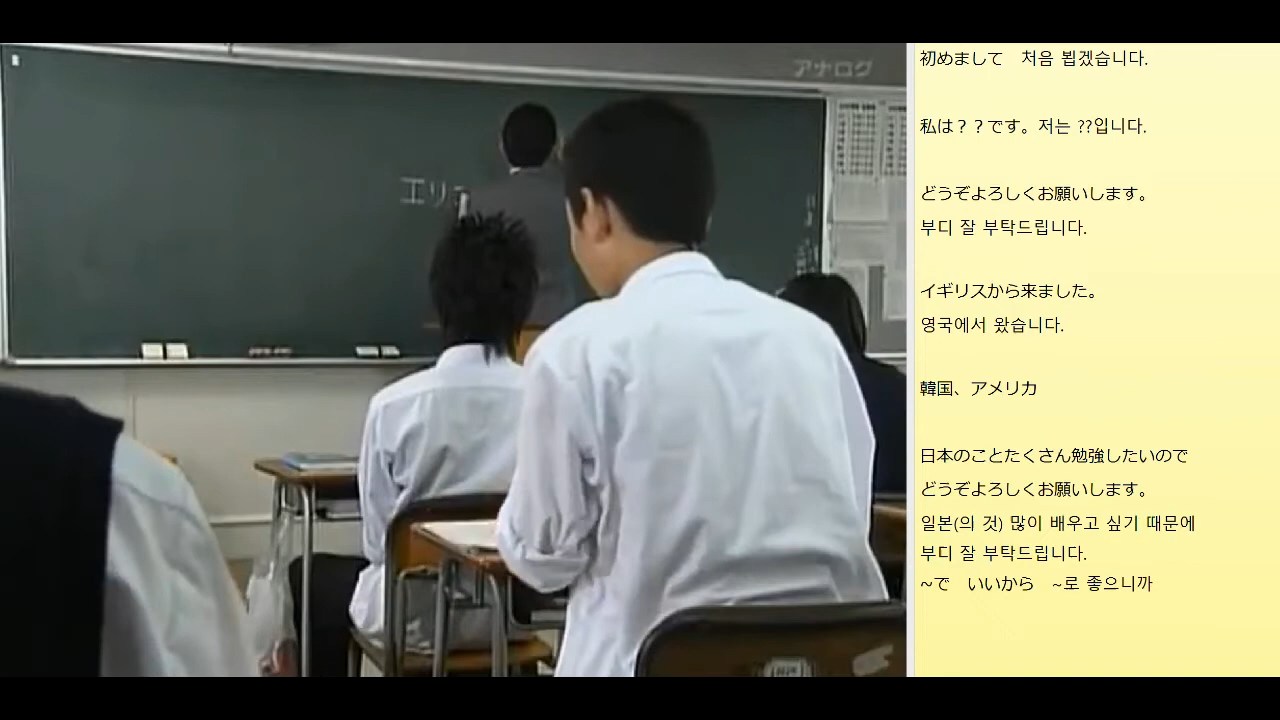 アナログ
エリ
初めまして　처음 뵙겠습니다.
私は？？です。저는 ??입니다.
どうぞよろしくお願いします。
부디 잘 부탁드립니다.
イギリスから来ました。
영국에서 왔습니다.
韓国、アメリカ
日本のことたくさん勉強したいので
どうぞよろしくお願いします。
일본(의 것) 많이 배우고 싶기 때문에
부디 잘 부탁드립니다.
~で　いいから　~로 좋으니까